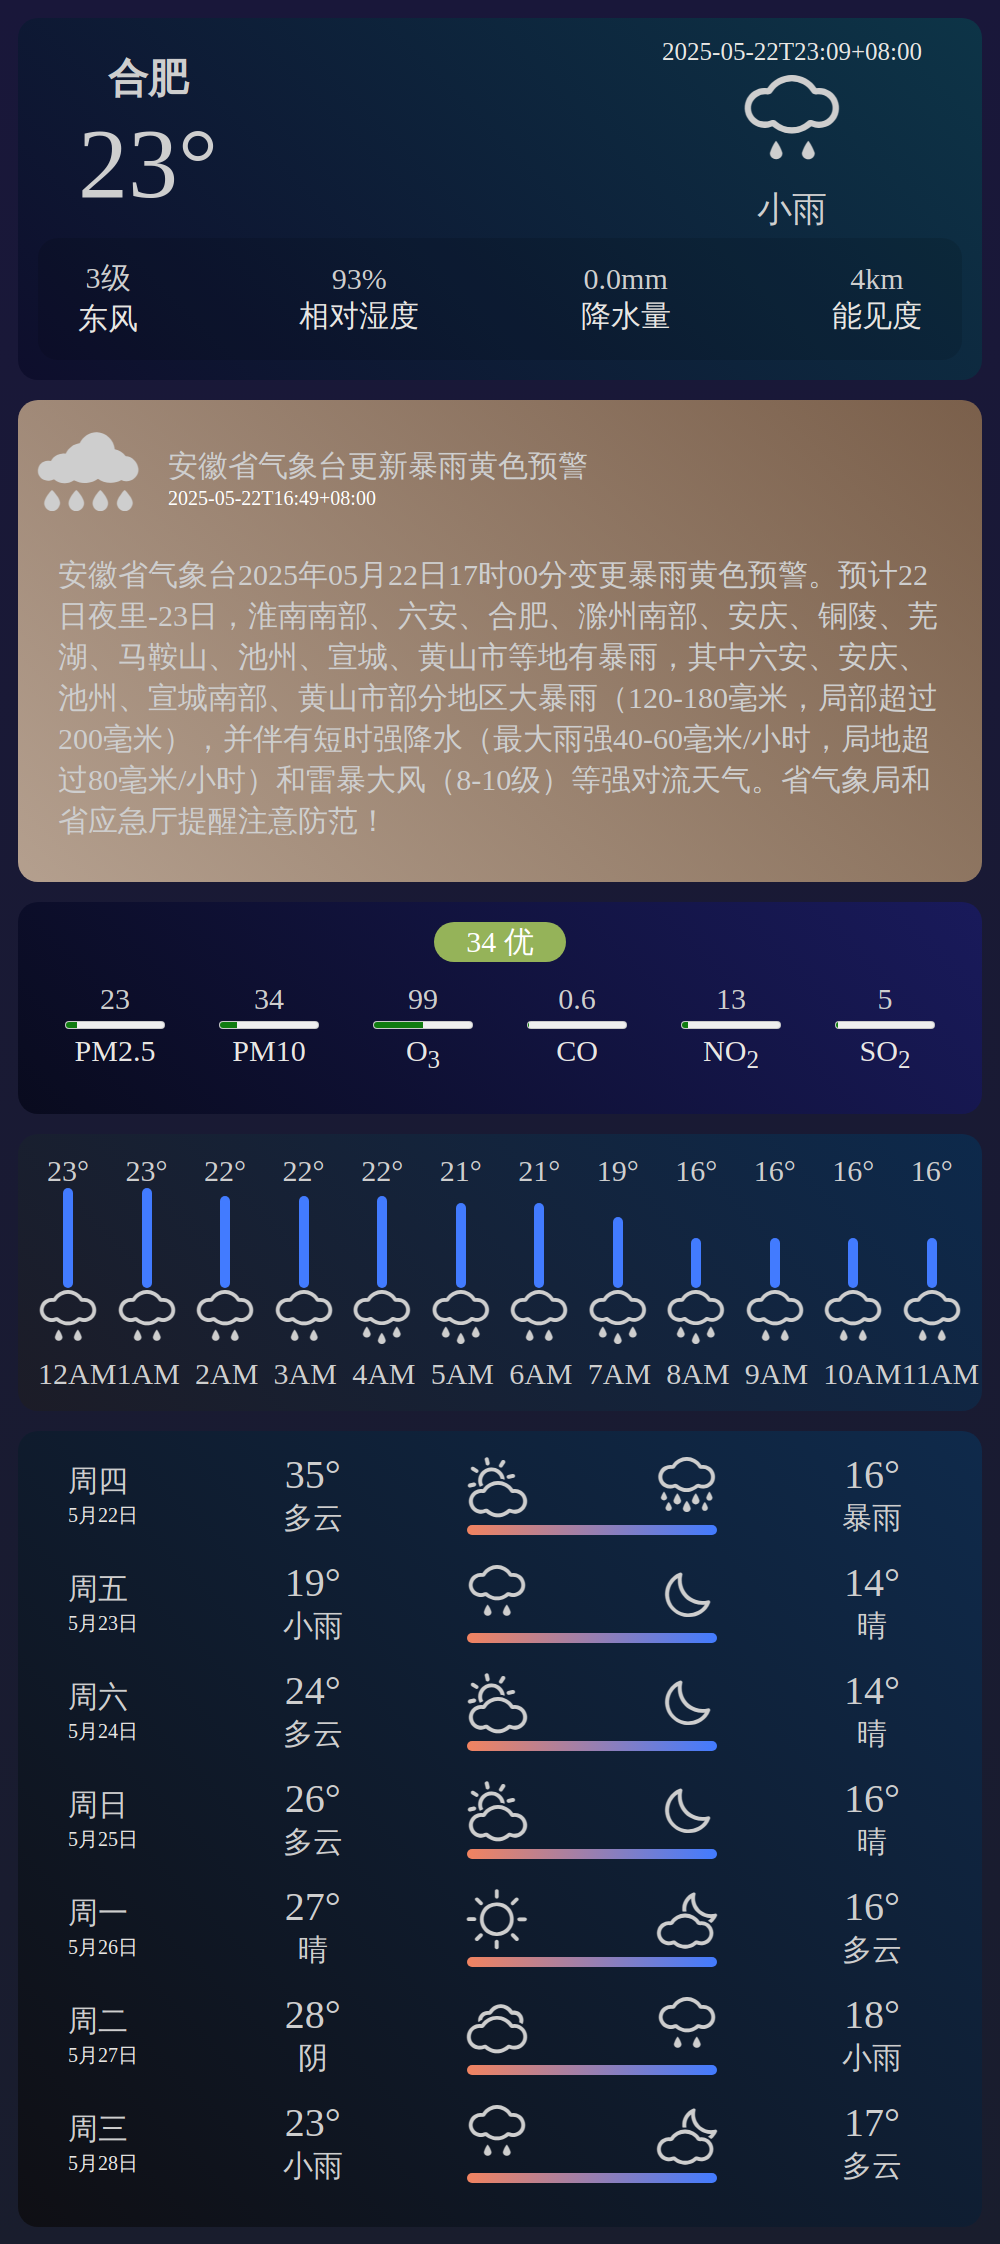 合肥
23°
2025-05-22T23:09+08:00
小雨
3级 93% 0.0mm 4km
东风 相对湿度 降水量 能见度
安徽省气象台更新暴雨黄色预警
2025-05-22T16:49+08:00
安徽省气象台2025年05月22日17时00分变更暴雨黄色预警。预计22
日夜里-23日，淮南南部、六安、合肥、滁州南部、安庆、铜陵、芜
湖、马鞍山、池州、宣城、黄山市等地有暴雨，其中六安、安庆、
池州、宣城南部、黄山市部分地区大暴雨（120-180毫米，局部超过
200毫米），并伴有短时强降水（最大雨强40-60毫米/小时，局地超
过80毫米/小时）和雷暴大风（8-10级）等强对流天气。省气象局和
省应急厅提醒注意防范！
34 优
23 34 99 0.6 13 5
PM2.5 PM10 O3 CO NO2 SO2
23° 23° 22° 22° 22° 21° 21° 19° 16° 16° 16° 16°
12AM 1AM 2AM 3AM 4AM 5AM 6AM 7AM 8AM 9AM 10AM 11AM
周四 35° 16°
5月22日 多云 暴雨
周五 19° 14°
5月23日 小雨 晴
周六 24° 14°
5月24日 多云 晴
周日 26° 16°
5月25日 多云 晴
周一 27° 16°
5月26日 晴 多云
周二 28° 18°
5月27日 阴 小雨
周三 23° 17°
5月28日 小雨 多云